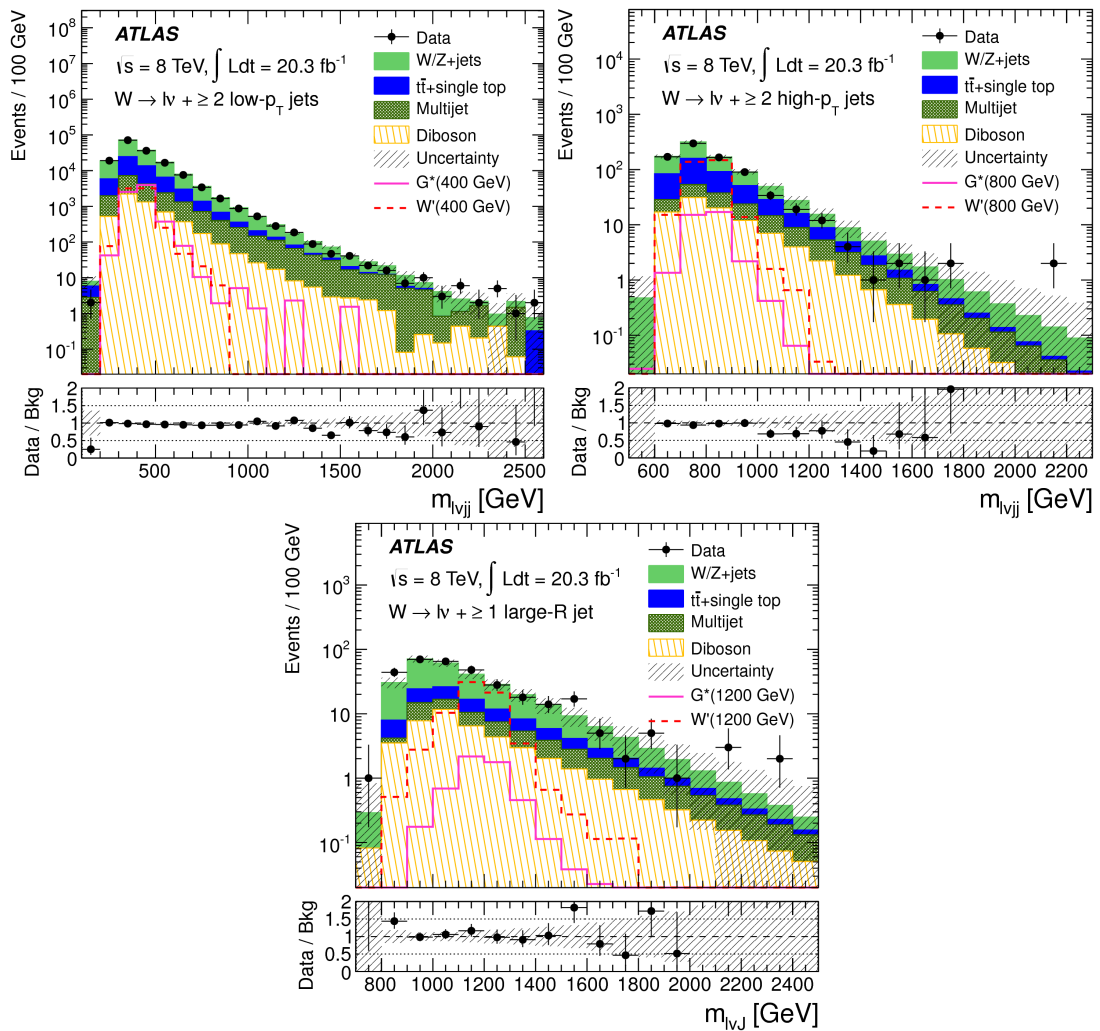 ATLAS
√s = 8 TeV, ∫ Ldt = 20.3 fb⁻¹
W → lν + ≥ 2 low-p_T jets
Data
W/Z+jets
tt̄+single top
Multijet
Diboson
Uncertainty
G*(400 GeV)
W'(400 GeV)
Events / 100 GeV
10⁸
10⁷
10⁶
10⁵
10⁴
10³
10²
10
1
10⁻¹
Data / Bkg
2
1.5
1
0.5
0
500 1000 1500 2000 2500
m_lνjj [GeV]
ATLAS
√s = 8 TeV, ∫ Ldt = 20.3 fb⁻¹
W → lν + ≥ 2 high-p_T jets
Data
W/Z+jets
tt̄+single top
Multijet
Diboson
Uncertainty
G*(800 GeV)
W'(800 GeV)
Events / 100 GeV
10⁴
10³
10²
10
1
10⁻¹
Data / Bkg
2
1.5
1
0.5
0
600 800 1000 1200 1400 1600 1800 2000 2200
m_lνjj [GeV]
ATLAS
√s = 8 TeV, ∫ Ldt = 20.3 fb⁻¹
W → lν + ≥ 1 large-R jet
Data
W/Z+jets
tt̄+single top
Multijet
Diboson
Uncertainty
G*(1200 GeV)
W'(1200 GeV)
Events / 100 GeV
10³
10²
10
1
10⁻¹
Data / Bkg
2
1.5
1
0.5
0
800 1000 1200 1400 1600 1800 2000 2200 2400
m_lνJ [GeV]